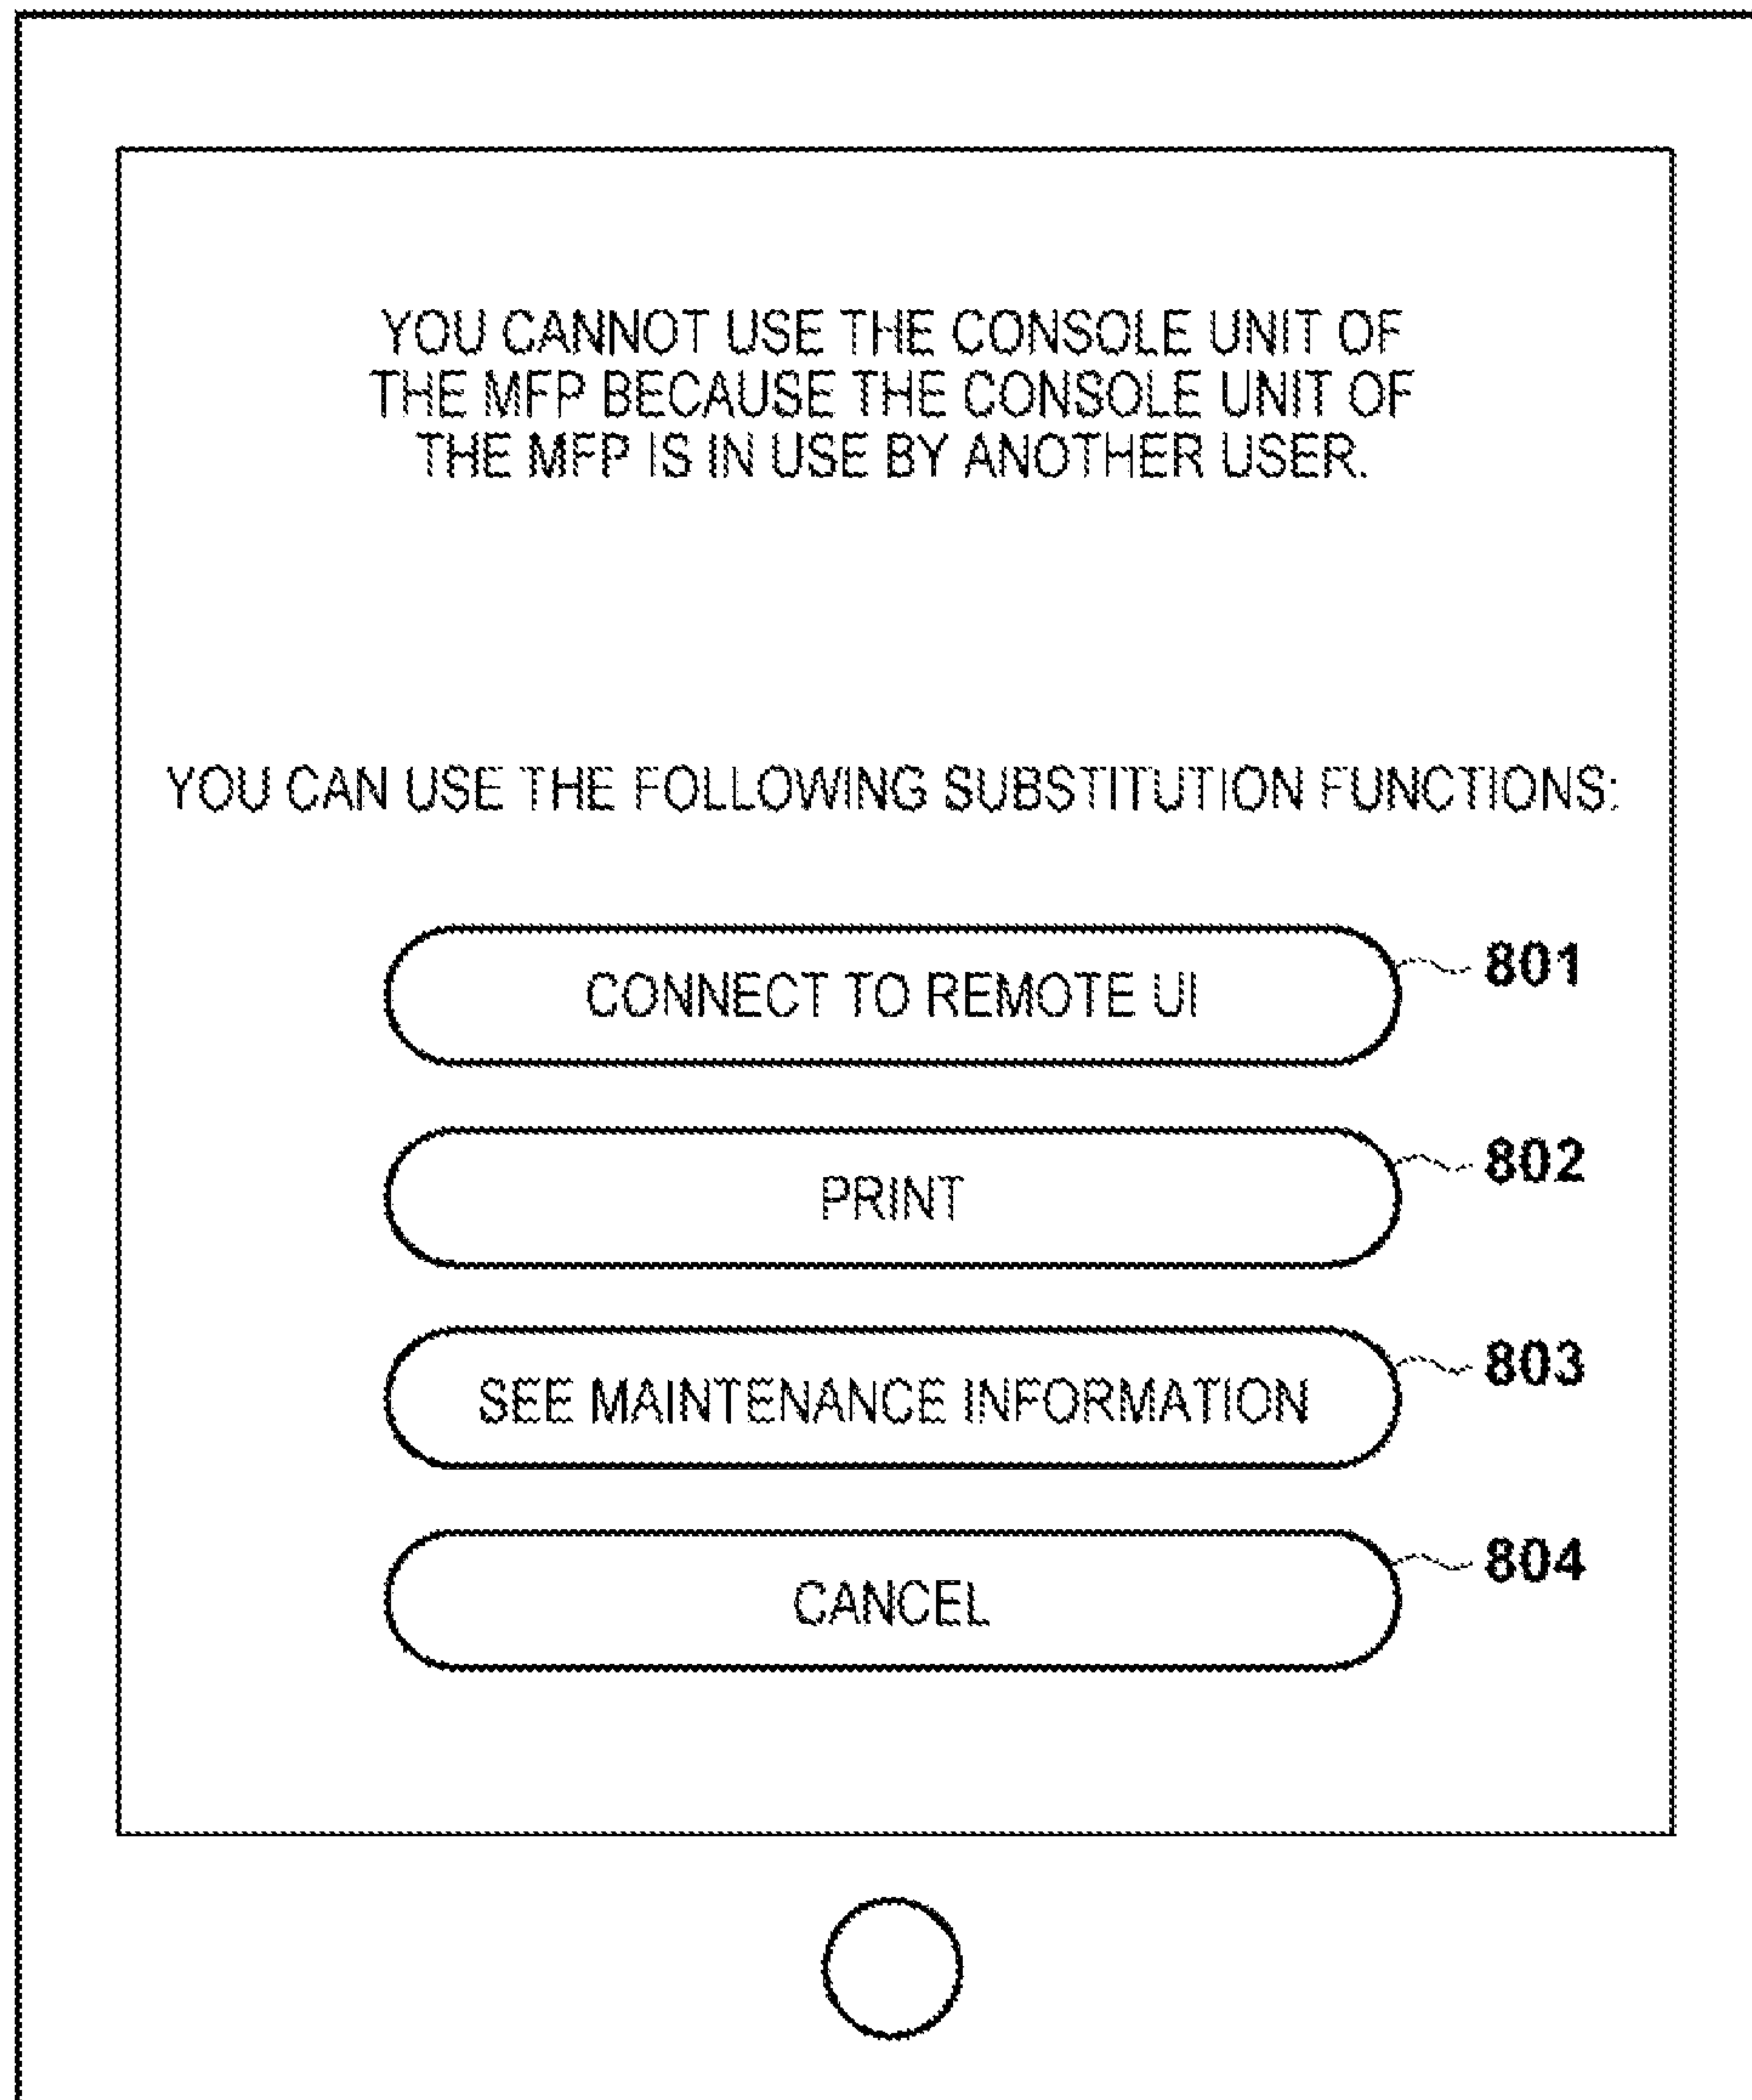 YOU CANNOT USE THE CONSOLE UNIT OF
THE MFP BECAUSE THE CONSOLE UNIT OF
THE MFP IS IN USE BY ANOTHER USER.
YOU CAN USE THE FOLLOWING SUBSTITUTION FUNCTIONS:
CONNECT TO REMOTE UI 801
PRINT 802
SEE MAINTENANCE INFORMATION 803
CANCEL 804